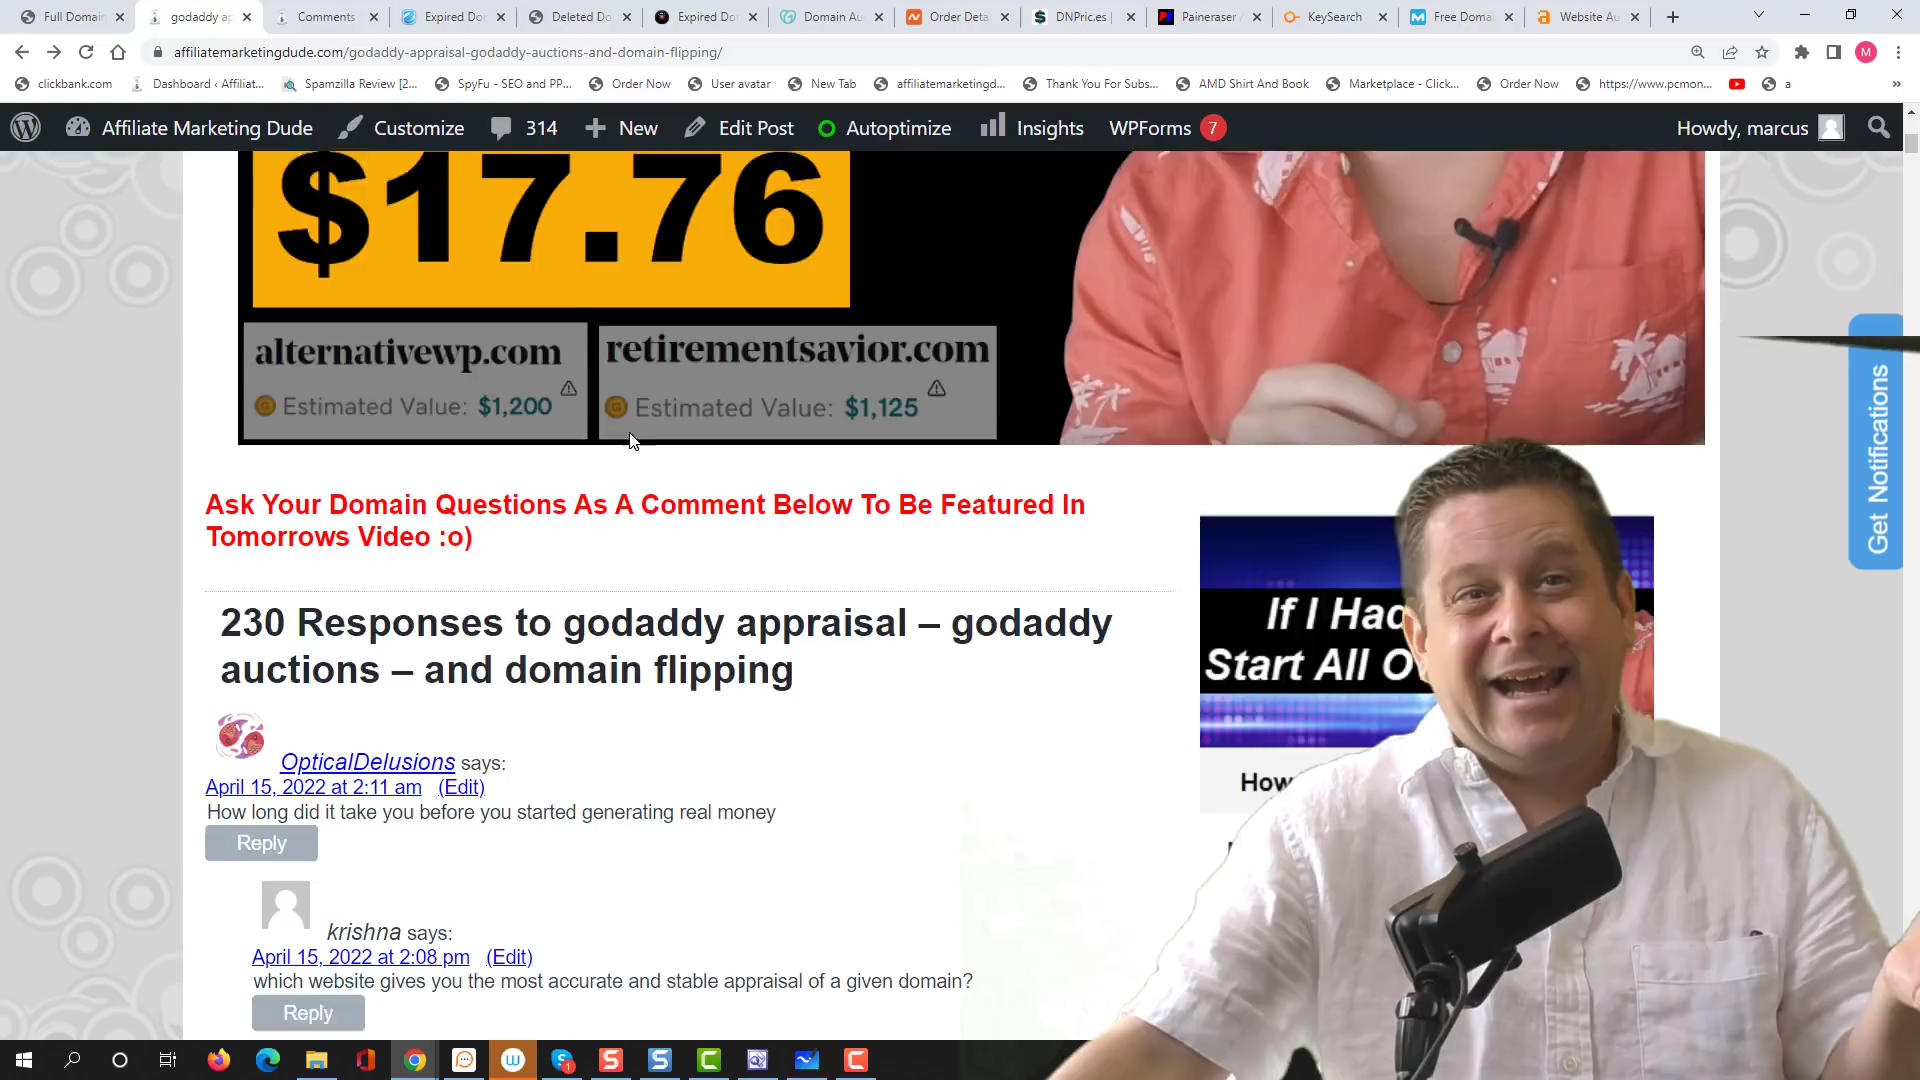 Full Domain
godaddy ap
Comments
Expired Dor
Deleted Do
Expired Do
Domain Au
Order Deta
DNPric.es |
Paineraser /
KeySearch
Free Domai
Website Au
affiliatemarketingdude.com/godaddy-appraisal-godaddy-auctions-and-domain-flipping/
M
clickbank.com
Dashboard ‹ Affiliat...
Spamzilla Review [2...
SpyFu - SEO and PP...
Order Now
User avatar
New Tab
affiliatemarketingd...
Thank You For Subs...
AMD Shirt And Book
Marketplace - Click...
Order Now
https://www.pcmon...
a
»
Affiliate Marketing Dude
Customize
314
New
Edit Post
Autoptimize
Insights
WPForms 7
Howdy, marcus
$17.76
alternativewp.com
Estimated Value: $1,200
retirementsavior.com
Estimated Value: $1,125
Get Notifications
Ask Your Domain Questions As A Comment Below To Be Featured In
Tomorrows Video :o)
If I Had
Start All O
How
230 Responses to godaddy appraisal – godaddy
auctions – and domain flipping
OpticalDelusions says:
April 15, 2022 at 2:11 am (Edit)
How long did it take you before you started generating real money
Reply
krishna says:
April 15, 2022 at 2:08 pm (Edit)
which website gives you the most accurate and stable appraisal of a given domain?
Reply